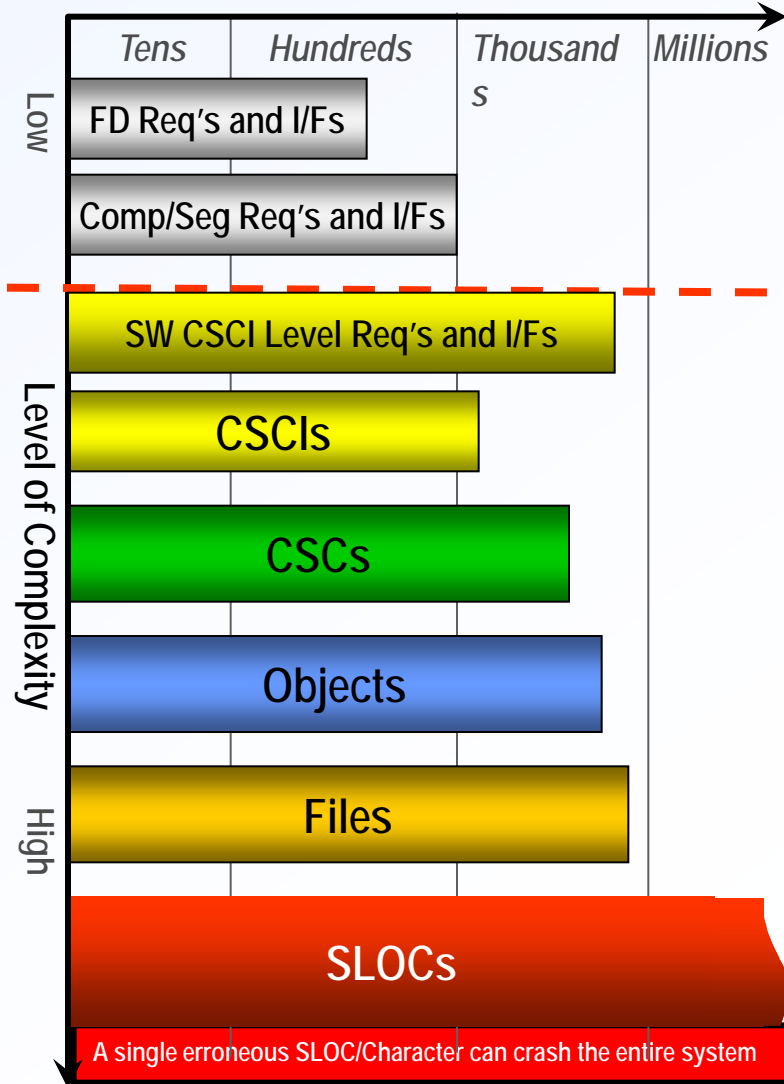 Tens
Hundreds
Thousand
s
Millions
Low
FD Req's and I/Fs
Comp/Seg Req's and I/Fs
SW CSCI Level Req's and I/Fs
Level of Complexity
CSCIs
CSCs
Objects
High
Files
SLOCs
A single erroneous SLOC/Character can crash the entire system